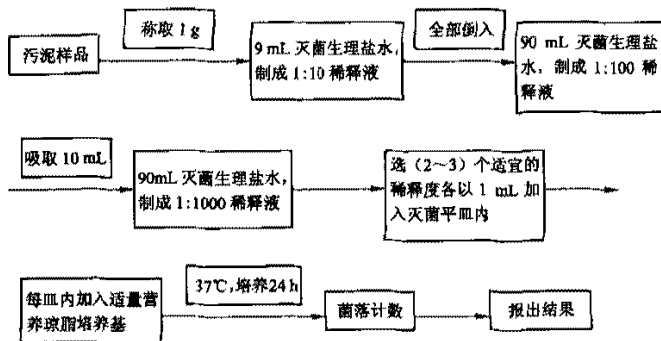 称取1g
污泥样品
9 mL 灭菌生理盐水，
制成 1:10 稀释液
全部倒入
90 mL 灭菌生理盐
水，制成 1:100 稀
释液
吸取 10 mL
90mL 灭菌生理盐水，
制成 1:1000 稀释液
选（2～3）个适宜的
稀释度各以 1 mL 加
入灭菌平皿内
每皿内加入适量营
养琼脂培养基
37℃，培养24 h
菌落计数
报出结果